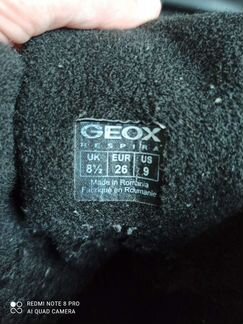 GEOX
RESPIRA
UK EUR US
8½ 26 9
Made in Romania
Fabriqué en Roumanie
REDMI NOTE 8 PRO
AI QUAD CAMERA